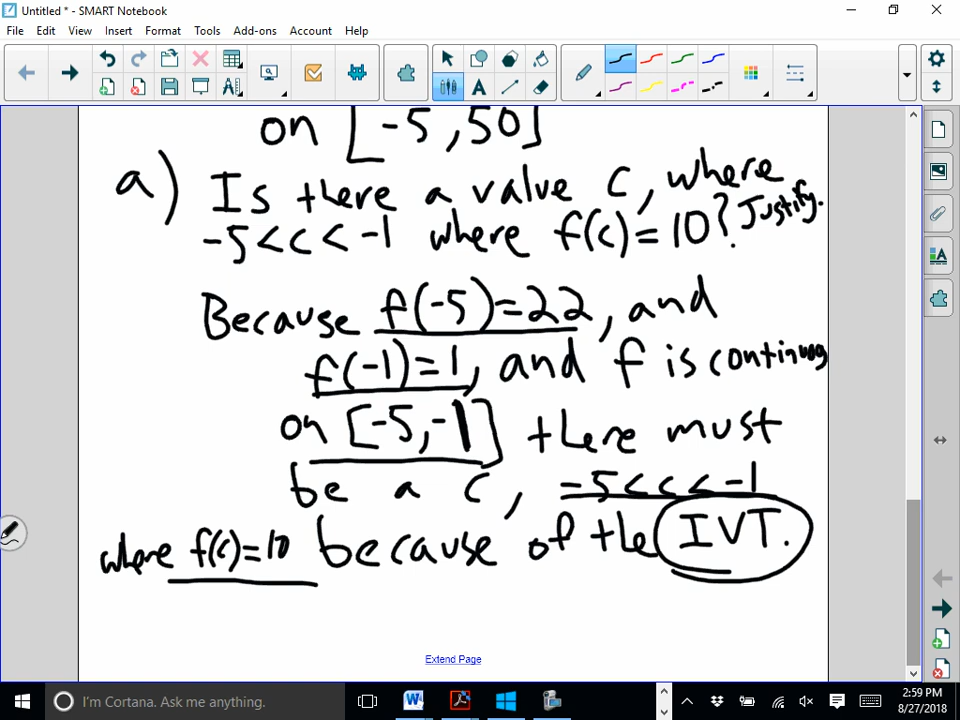 Untitled * - SMART Notebook
File Edit View Insert Format Tools Add-ons Account Help
on [-5, 50]
a) Is there a value c, where
-5<c<-1 where f(c)=10? Justify.
Because f(-5)=22, and
f(-1)=1, and f is continuous
on [-5,-1] there must
be a c, -5<c<-1
where f(c)=10 because of the IVT.
Extend Page
I'm Cortana. Ask me anything.
2:59 PM
8/27/2018